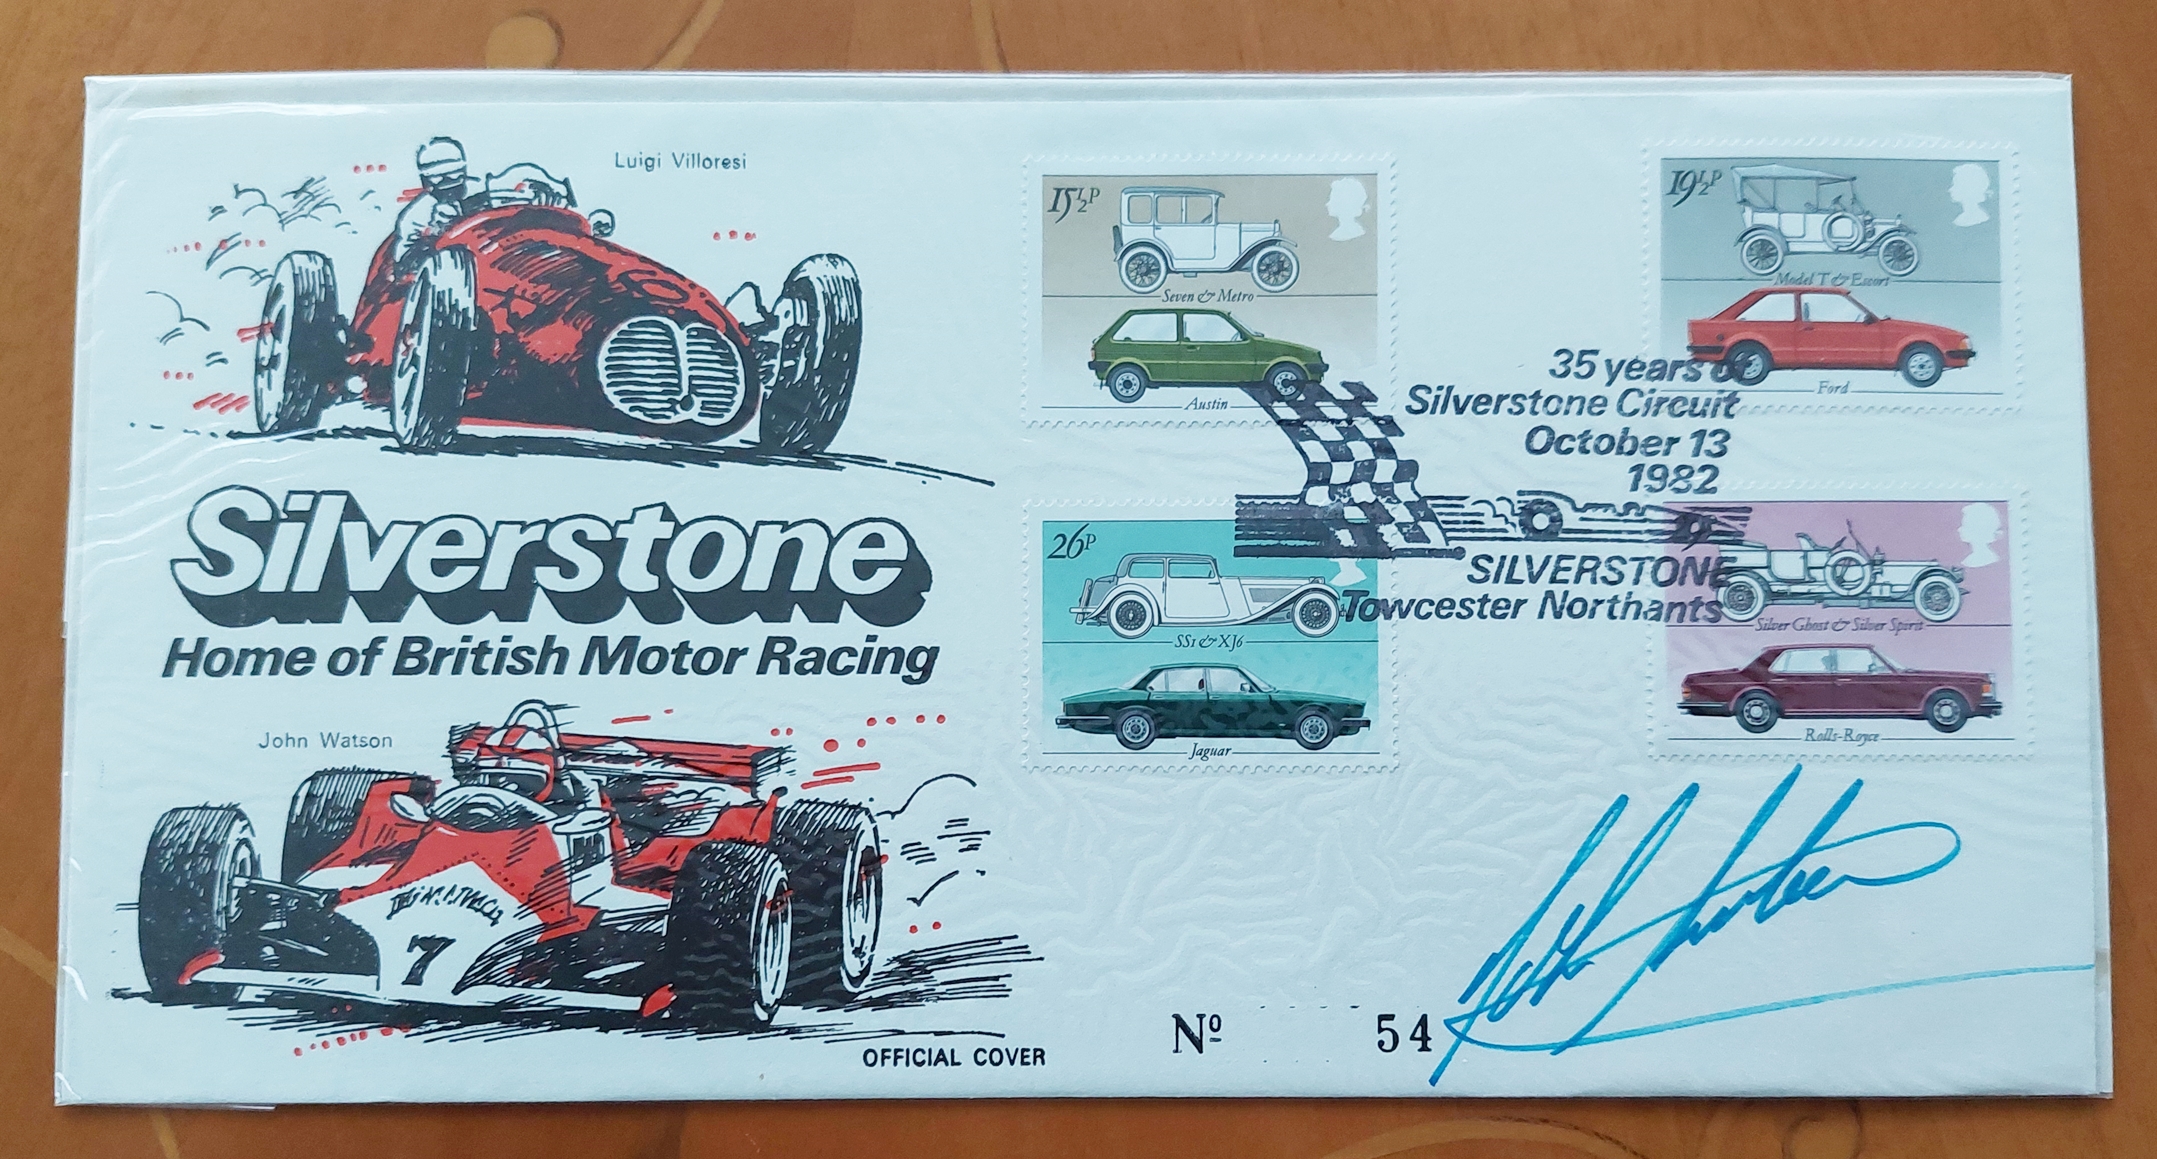 Luigi Villoresi
Silverstone
Home of British Motor Racing
John Watson
7
OFFICIAL COVER
15½P
Seven & Metro
Austin
19½P
Model T & Escort
Ford
35 years of
Silverstone Circuit
October 13
1982
SILVERSTONE
Towcester Northants
26P
SS1 & XJ6
Jaguar
Silver Ghost & Silver Spirit
Rolls-Royce
Nº 54